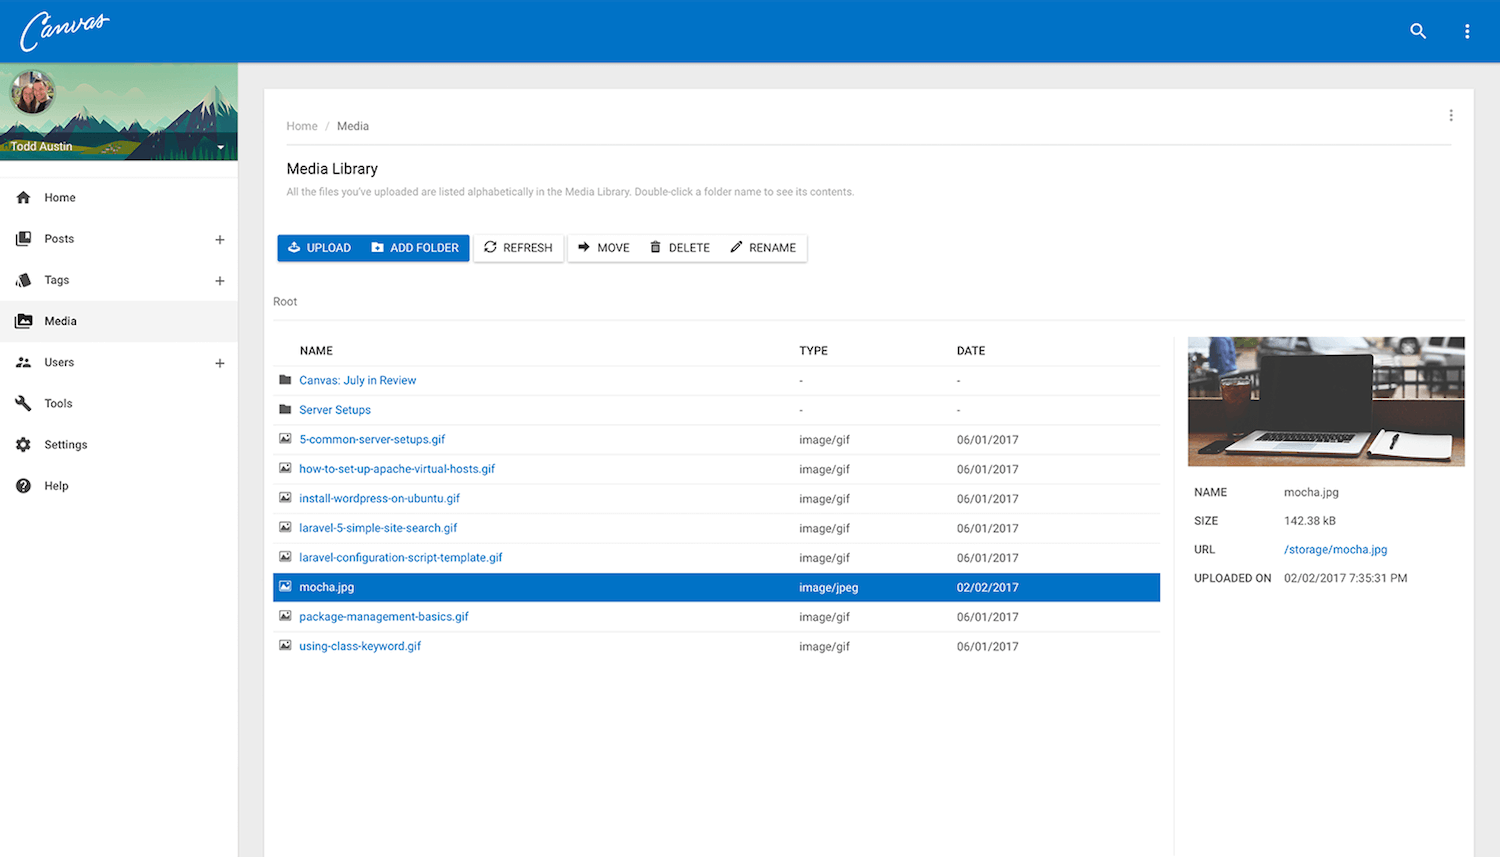 Canvas
Todd Austin
Home
Posts
Tags
Media
Users
Tools
Settings
Help
Home / Media
Media Library
All the files you've uploaded are listed alphabetically in the Media Library. Double-click a folder name to see its contents.
UPLOAD ADD FOLDER REFRESH MOVE DELETE RENAME
Root
NAME TYPE DATE
Canvas: July in Review - -
Server Setups - -
5-common-server-setups.gif image/gif 06/01/2017
how-to-set-up-apache-virtual-hosts.gif image/gif 06/01/2017
install-wordpress-on-ubuntu.gif image/gif 06/01/2017
laravel-5-simple-site-search.gif image/gif 06/01/2017
laravel-configuration-script-template.gif image/gif 06/01/2017
mocha.jpg image/jpeg 02/02/2017
package-management-basics.gif image/gif 06/01/2017
using-class-keyword.gif image/gif 06/01/2017
NAME mocha.jpg
SIZE 142.38 kB
URL /storage/mocha.jpg
UPLOADED ON 02/02/2017 7:35:31 PM